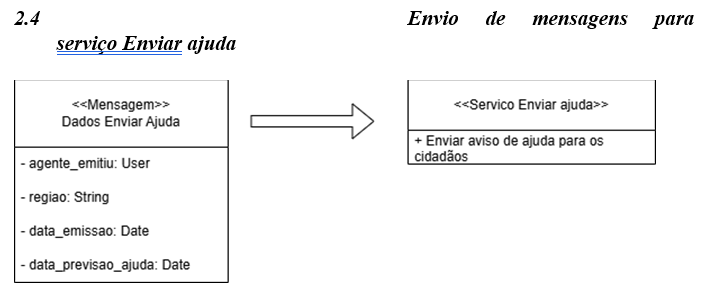 2.4 Envio de mensagens para
serviço Enviar ajuda
<<Mensagem>>
Dados Enviar Ajuda
- agente_emitiu: User
- regiao: String
- data_emissao: Date
- data_previsao_ajuda: Date
<<Servico Enviar ajuda>>
+ Enviar aviso de ajuda para os
cidadãos